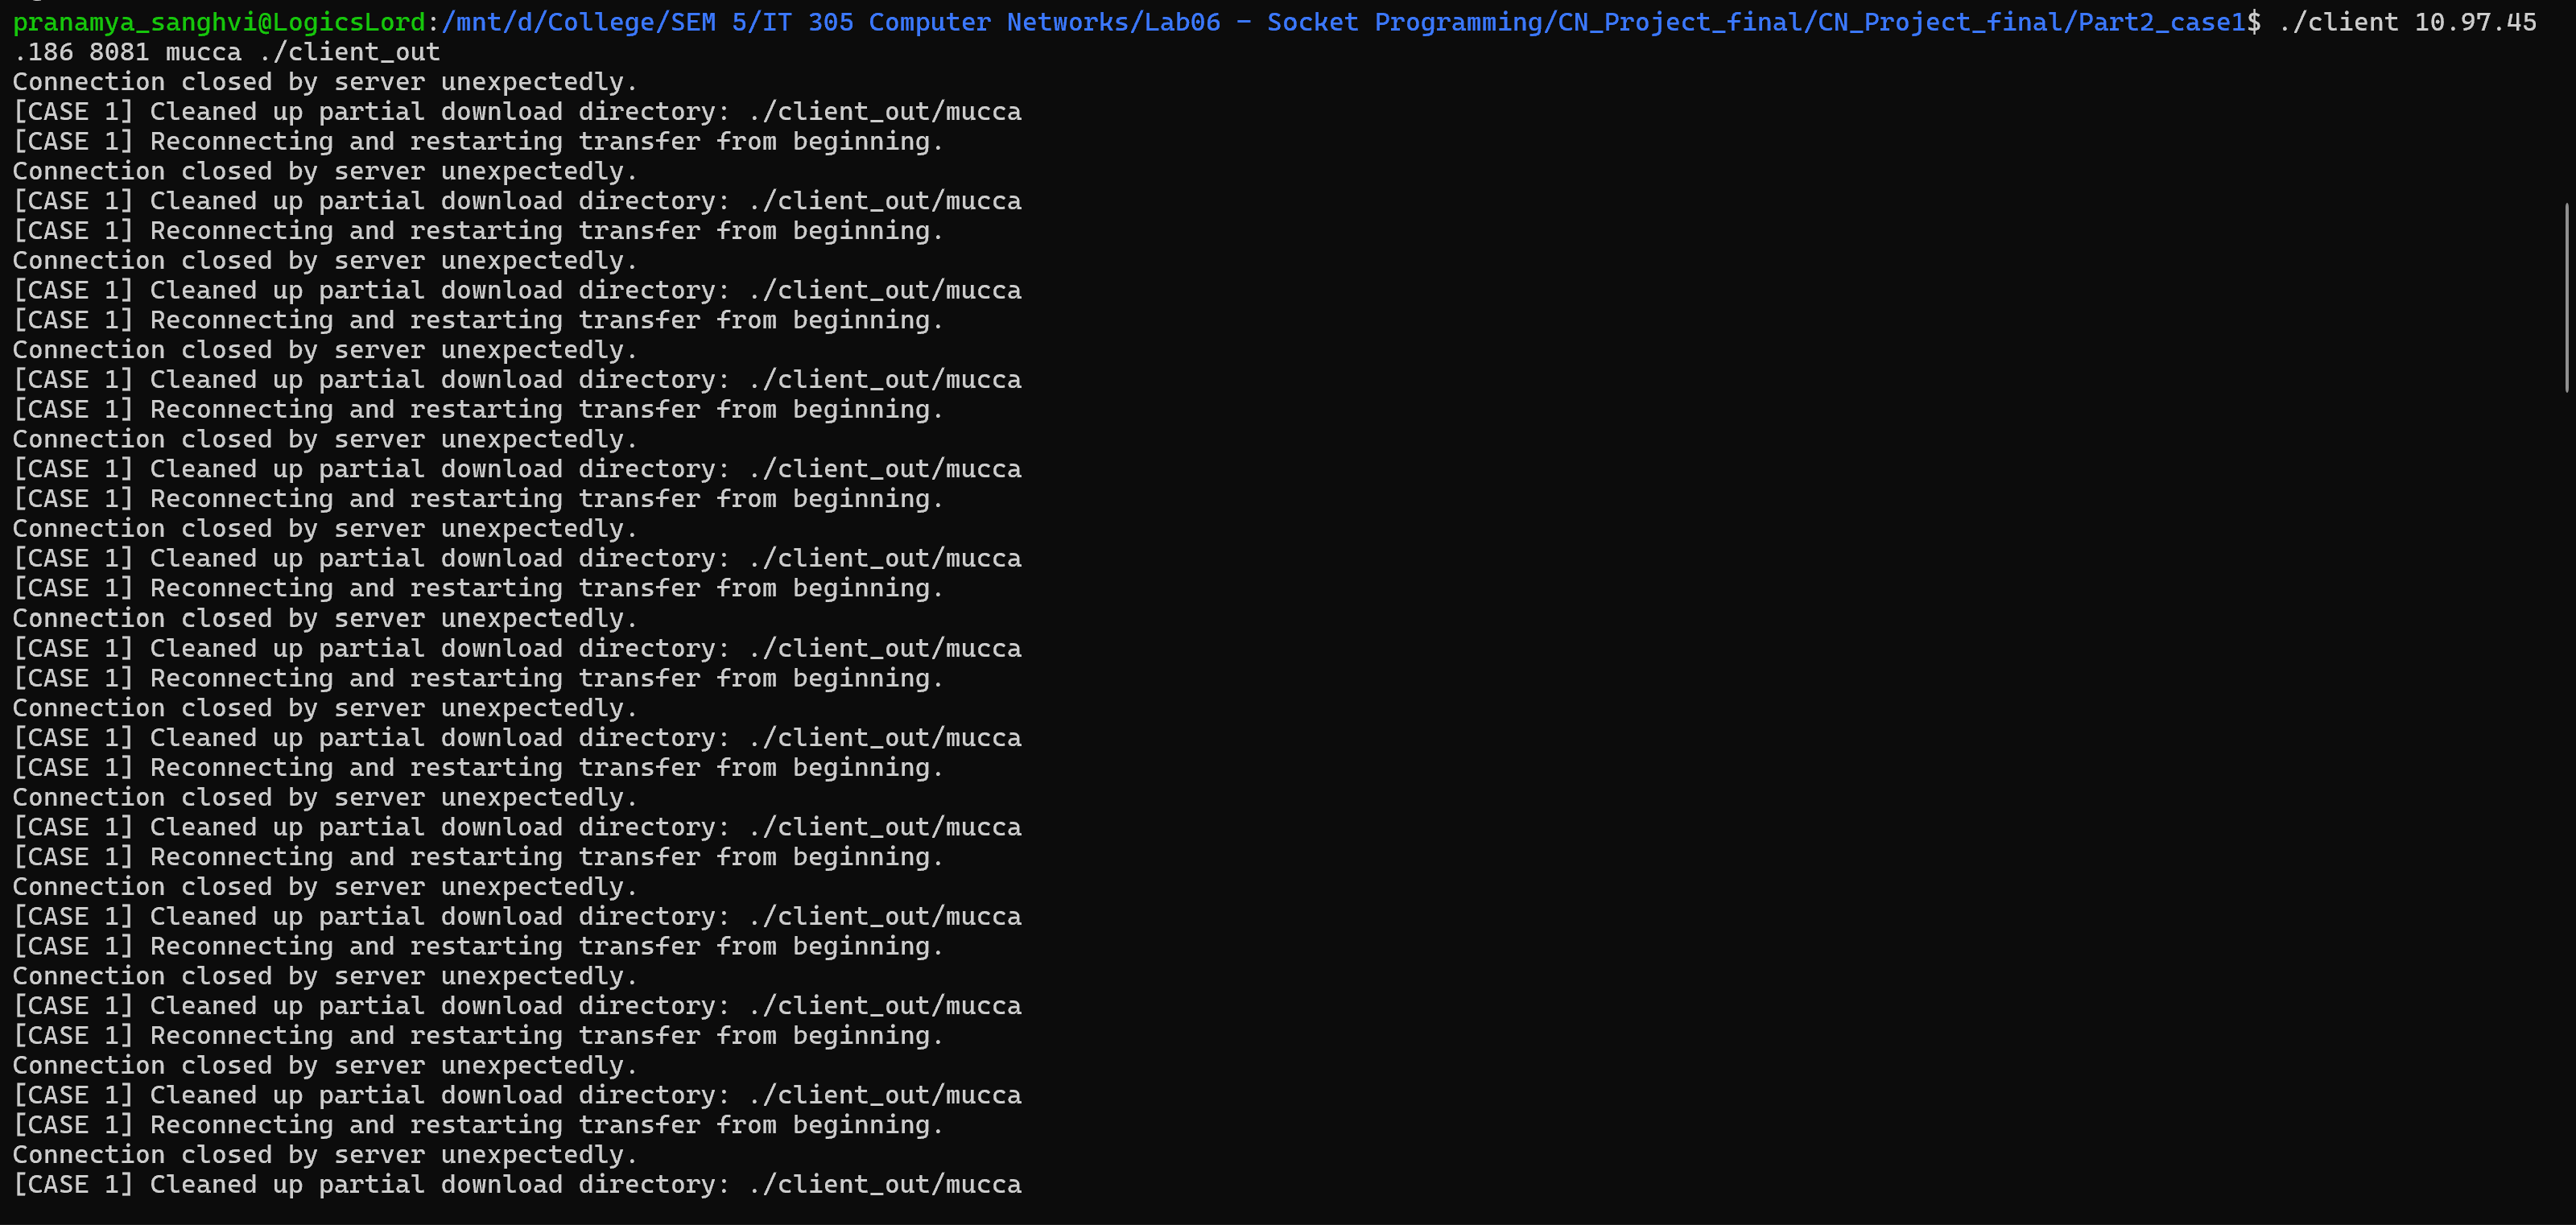 pranamya_sanghvi@LogicsLord:/mnt/d/College/SEM 5/IT 305 Computer Networks/Lab06 - Socket Programming/CN_Project_final/CN_Project_final/Part2_case1$ ./client 10.97.45
.186 8081 mucca ./client_out
Connection closed by server unexpectedly.
[CASE 1] Cleaned up partial download directory: ./client_out/mucca
[CASE 1] Reconnecting and restarting transfer from beginning.
Connection closed by server unexpectedly.
[CASE 1] Cleaned up partial download directory: ./client_out/mucca
[CASE 1] Reconnecting and restarting transfer from beginning.
Connection closed by server unexpectedly.
[CASE 1] Cleaned up partial download directory: ./client_out/mucca
[CASE 1] Reconnecting and restarting transfer from beginning.
Connection closed by server unexpectedly.
[CASE 1] Cleaned up partial download directory: ./client_out/mucca
[CASE 1] Reconnecting and restarting transfer from beginning.
Connection closed by server unexpectedly.
[CASE 1] Cleaned up partial download directory: ./client_out/mucca
[CASE 1] Reconnecting and restarting transfer from beginning.
Connection closed by server unexpectedly.
[CASE 1] Cleaned up partial download directory: ./client_out/mucca
[CASE 1] Reconnecting and restarting transfer from beginning.
Connection closed by server unexpectedly.
[CASE 1] Cleaned up partial download directory: ./client_out/mucca
[CASE 1] Reconnecting and restarting transfer from beginning.
Connection closed by server unexpectedly.
[CASE 1] Cleaned up partial download directory: ./client_out/mucca
[CASE 1] Reconnecting and restarting transfer from beginning.
Connection closed by server unexpectedly.
[CASE 1] Cleaned up partial download directory: ./client_out/mucca
[CASE 1] Reconnecting and restarting transfer from beginning.
Connection closed by server unexpectedly.
[CASE 1] Cleaned up partial download directory: ./client_out/mucca
[CASE 1] Reconnecting and restarting transfer from beginning.
Connection closed by server unexpectedly.
[CASE 1] Cleaned up partial download directory: ./client_out/mucca
[CASE 1] Reconnecting and restarting transfer from beginning.
Connection closed by server unexpectedly.
[CASE 1] Cleaned up partial download directory: ./client_out/mucca
[CASE 1] Reconnecting and restarting transfer from beginning.
Connection closed by server unexpectedly.
[CASE 1] Cleaned up partial download directory: ./client_out/mucca